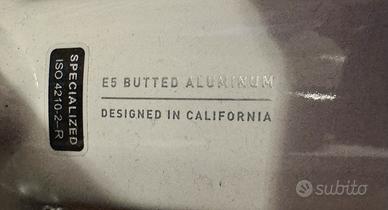 SPECIALIZED
ISO 4210-2-R
E5 BUTTED ALUMINUM
DESIGNED IN CALIFORNIA
subito